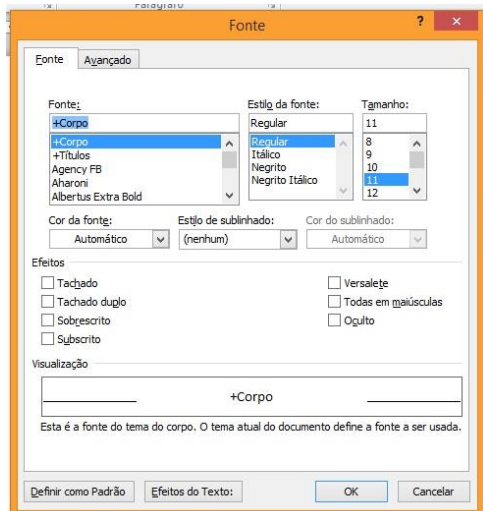 Parágrafo
Fonte ? ×
Fonte Avançado
Fonte: Estilo da fonte: Tamanho:
+Corpo Regular 11
+Corpo Regular 8
+Títulos Itálico 9
Agency FB Negrito 10
Aharoni Negrito Itálico 11
Albertus Extra Bold 12
Cor da fonte: Estilo de sublinhado: Cor do sublinhado:
Automático (nenhum) Automático
Efeitos
Tachado Versalete
Tachado duplo Todas em maiúsculas
Sobrescrito Oculto
Subscrito
Visualização
+Corpo
Esta é a fonte do tema do corpo. O tema atual do documento define a fonte a ser usada.
Definir como Padrão Efeitos do Texto: OK Cancelar